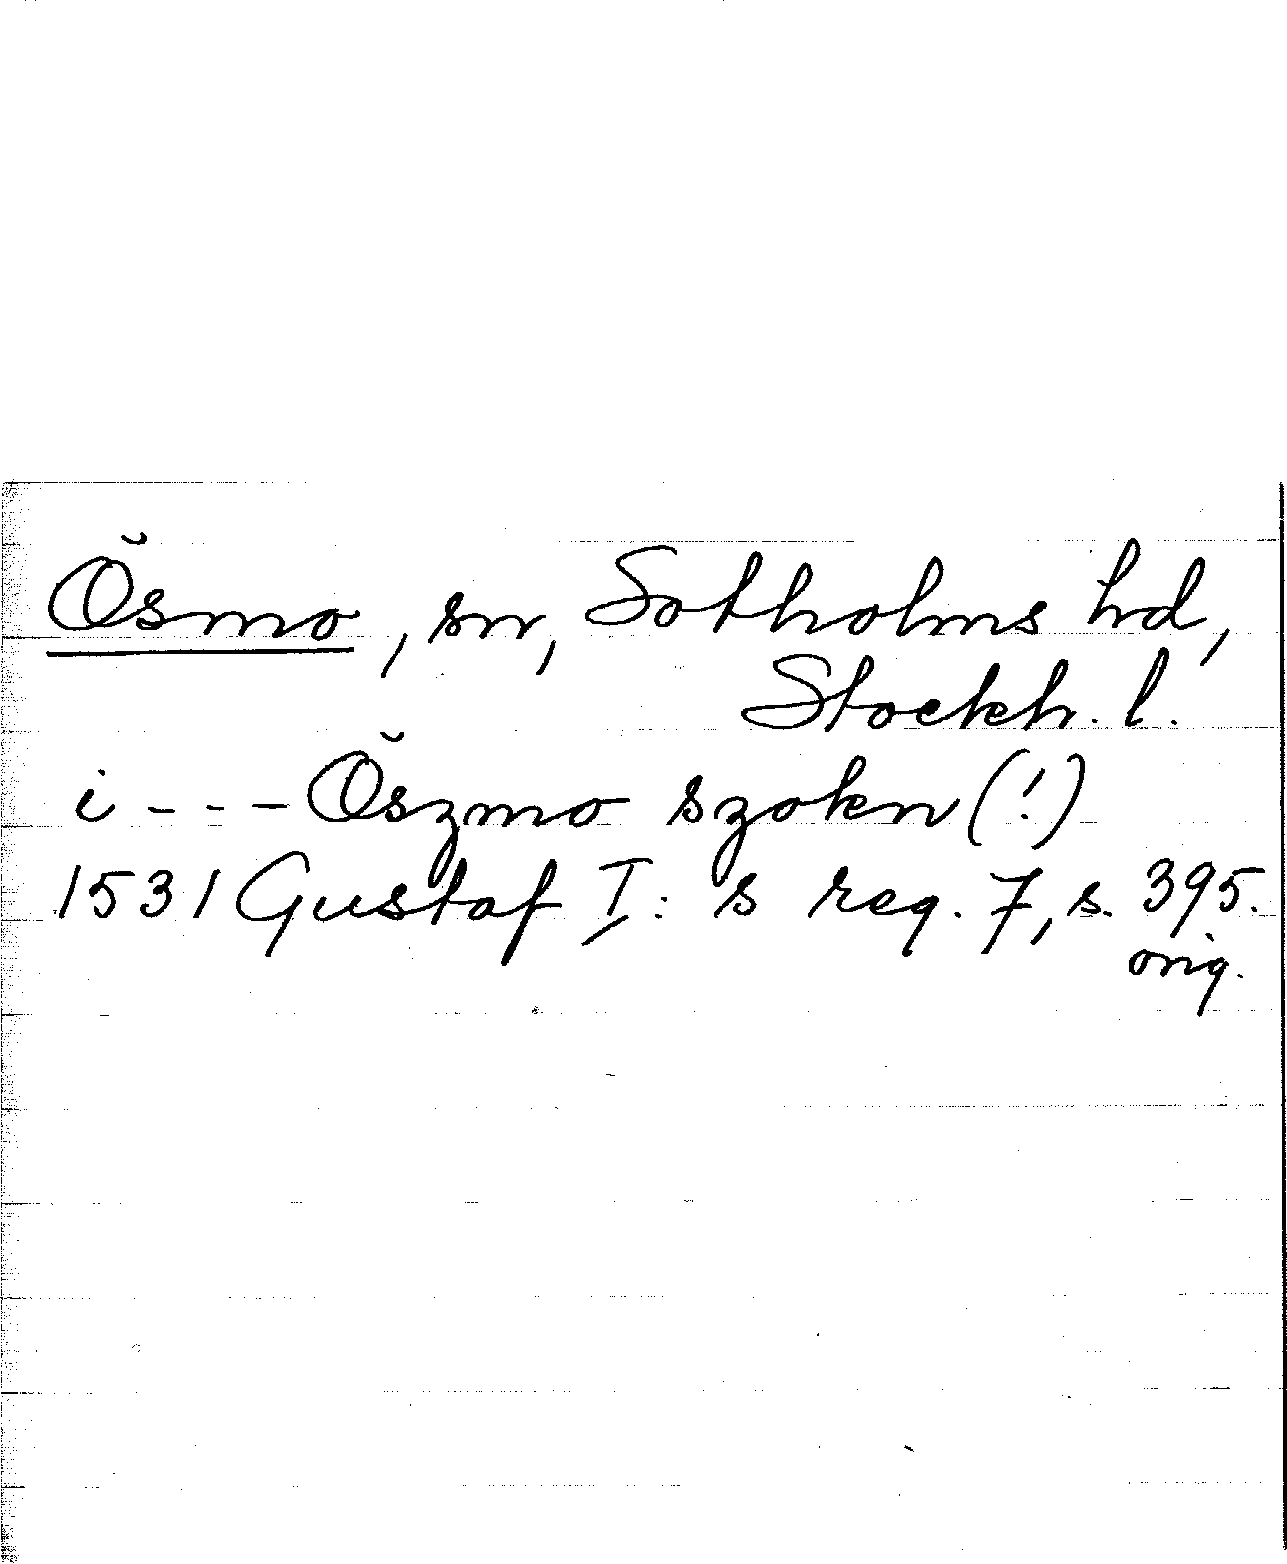 Ösmo, sn, Sotholms hd,
Stockh. l.
i --- Öszmo szokn (!)
1531 Gustaf I: s reg. 7, s. 395.
orig.